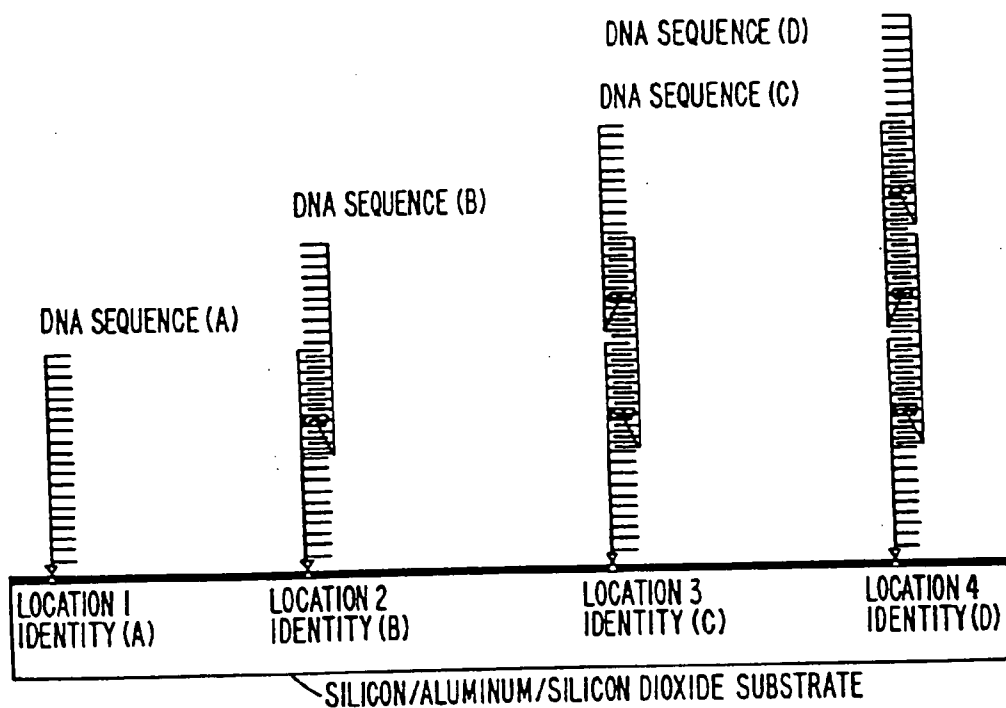 DNA SEQUENCE (D)
DNA SEQUENCE (C)
DNA SEQUENCE (B)
DNA SEQUENCE (A)
LOCATION 1
IDENTITY (A)
LOCATION 2
IDENTITY (B)
LOCATION 3
IDENTITY (C)
LOCATION 4
IDENTITY (D)
SILICON/ALUMINUM/SILICON DIOXIDE SUBSTRATE